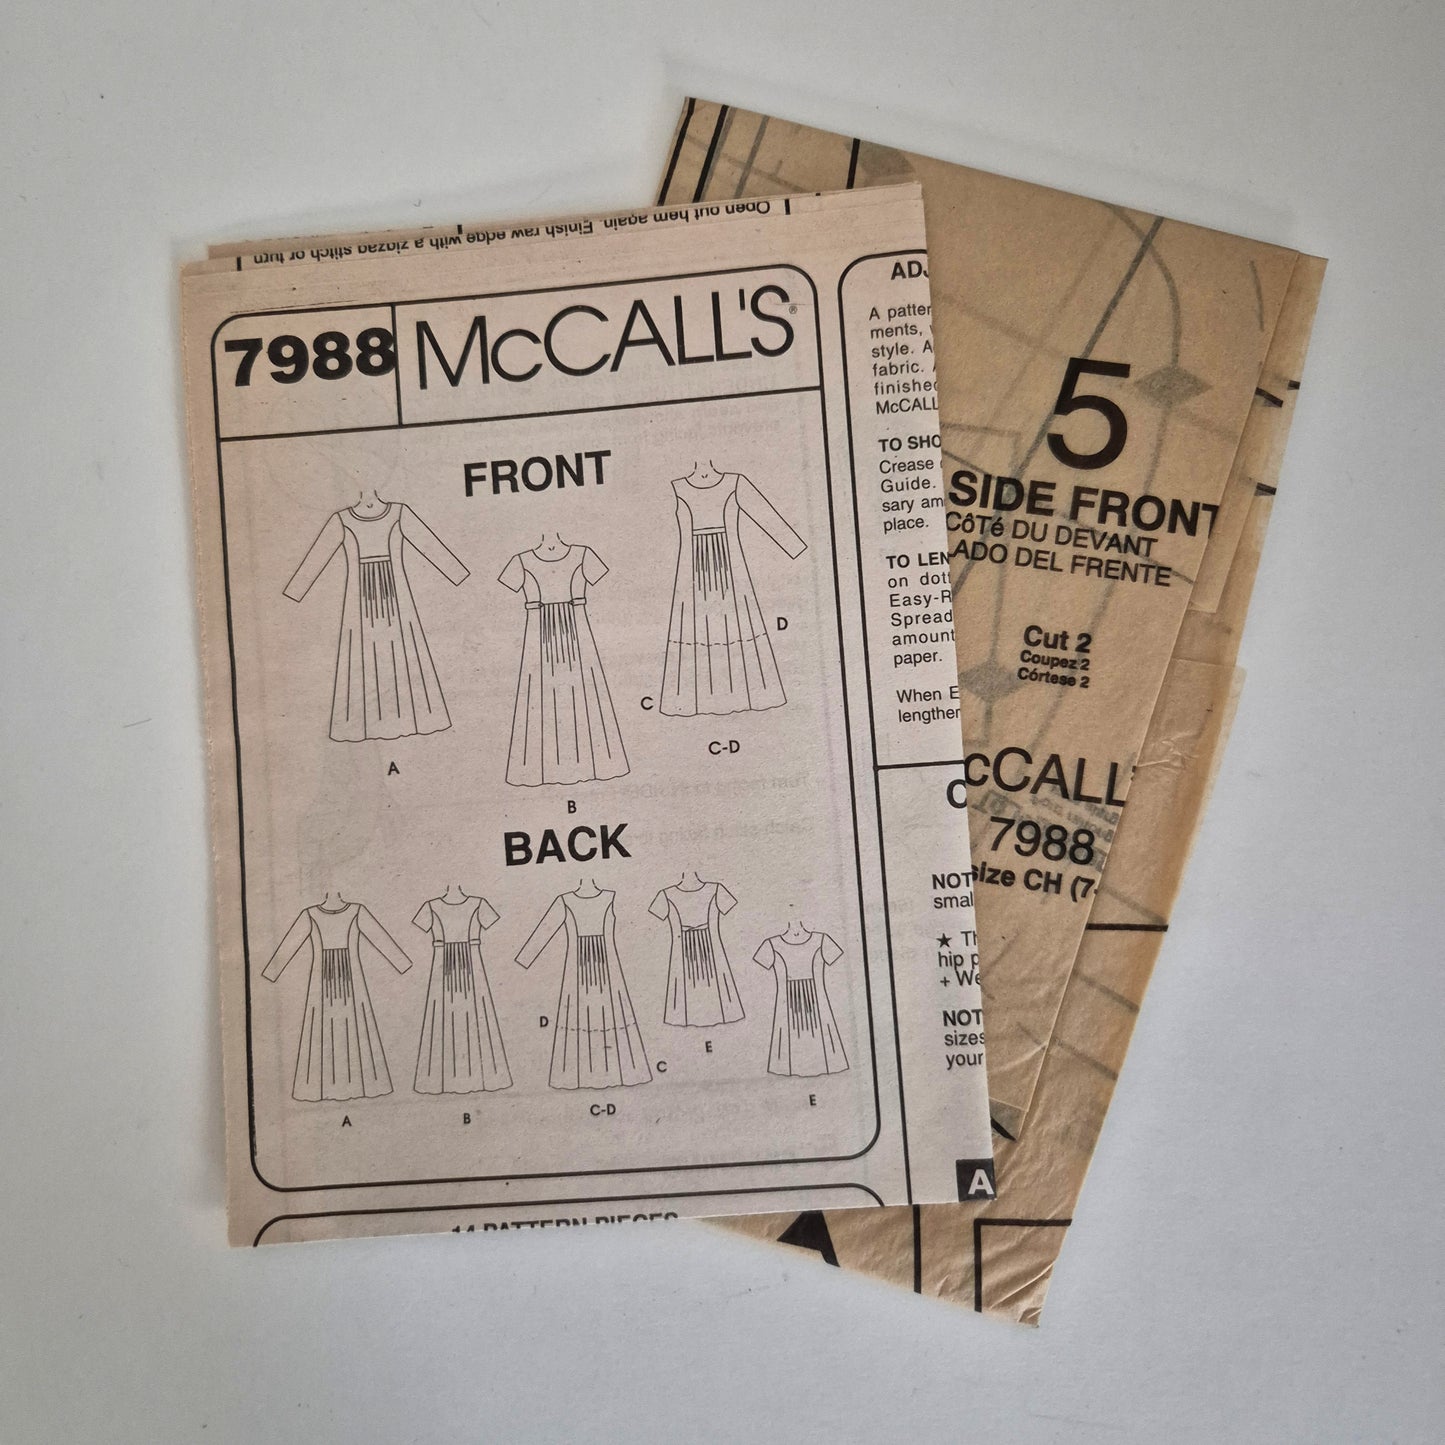 Open out hem again. Finish raw edge with a zigzag stitch or turn
7988 McCALL'S®
FRONT
A
B
C
D
C-D
BACK
A
B
D
C
C-D
E
E
14 PATTERN PIECES
A patter
ments,
style. A
fabric.
finished
McCALL
TO SHO
Crease
Guide.
sary am
place.
TO LEN
on dott
Easy-R
Spread
amount
paper.
When E
lengthen
NOT
smal
★ Th
hip p
+ We
NOT
sizes
your
A
5
SIDE FRONT
CÔTÉ DU DEVANT
LADO DEL FRENTE
Cut 2
Coupez 2
Córtese 2
cCALL'
7988
size CH (7-